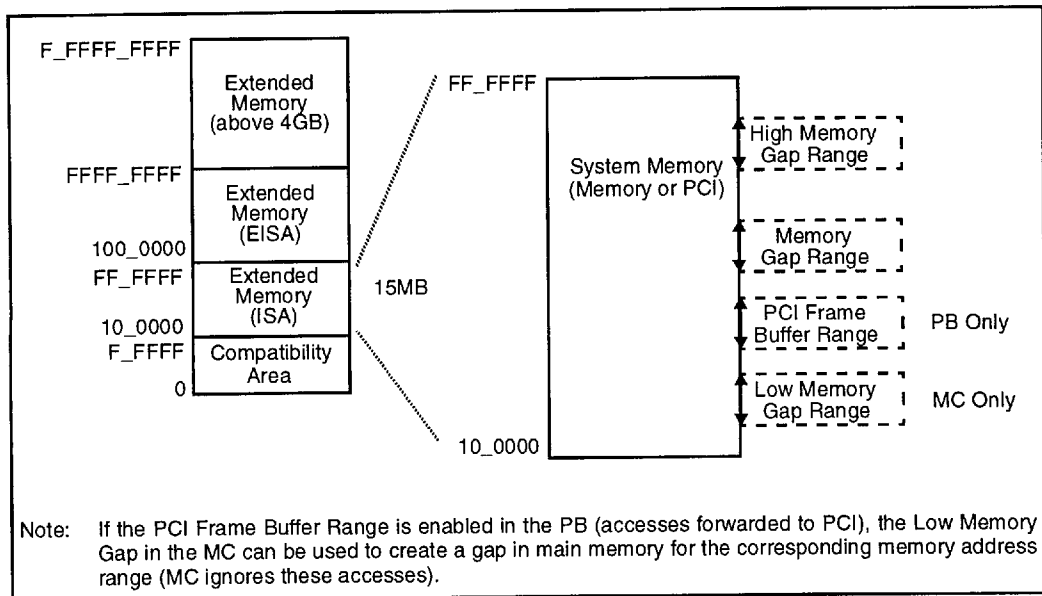 F_FFFF_FFFF
Extended
Memory
(above 4GB)
FFFF_FFFF
Extended
Memory
(EISA)
100_0000
FF_FFFF
Extended
Memory
(ISA)
10_0000
F_FFFF
Compatibility
Area
0
15MB
FF_FFFF
System Memory
(Memory or PCI)
10_0000
High Memory
Gap Range
Memory
Gap Range
PCI Frame
Buffer Range
PB Only
Low Memory
Gap Range
MC Only
Note: If the PCI Frame Buffer Range is enabled in the PB (accesses forwarded to PCI), the Low Memory
Gap in the MC can be used to create a gap in main memory for the corresponding memory address
range (MC ignores these accesses).